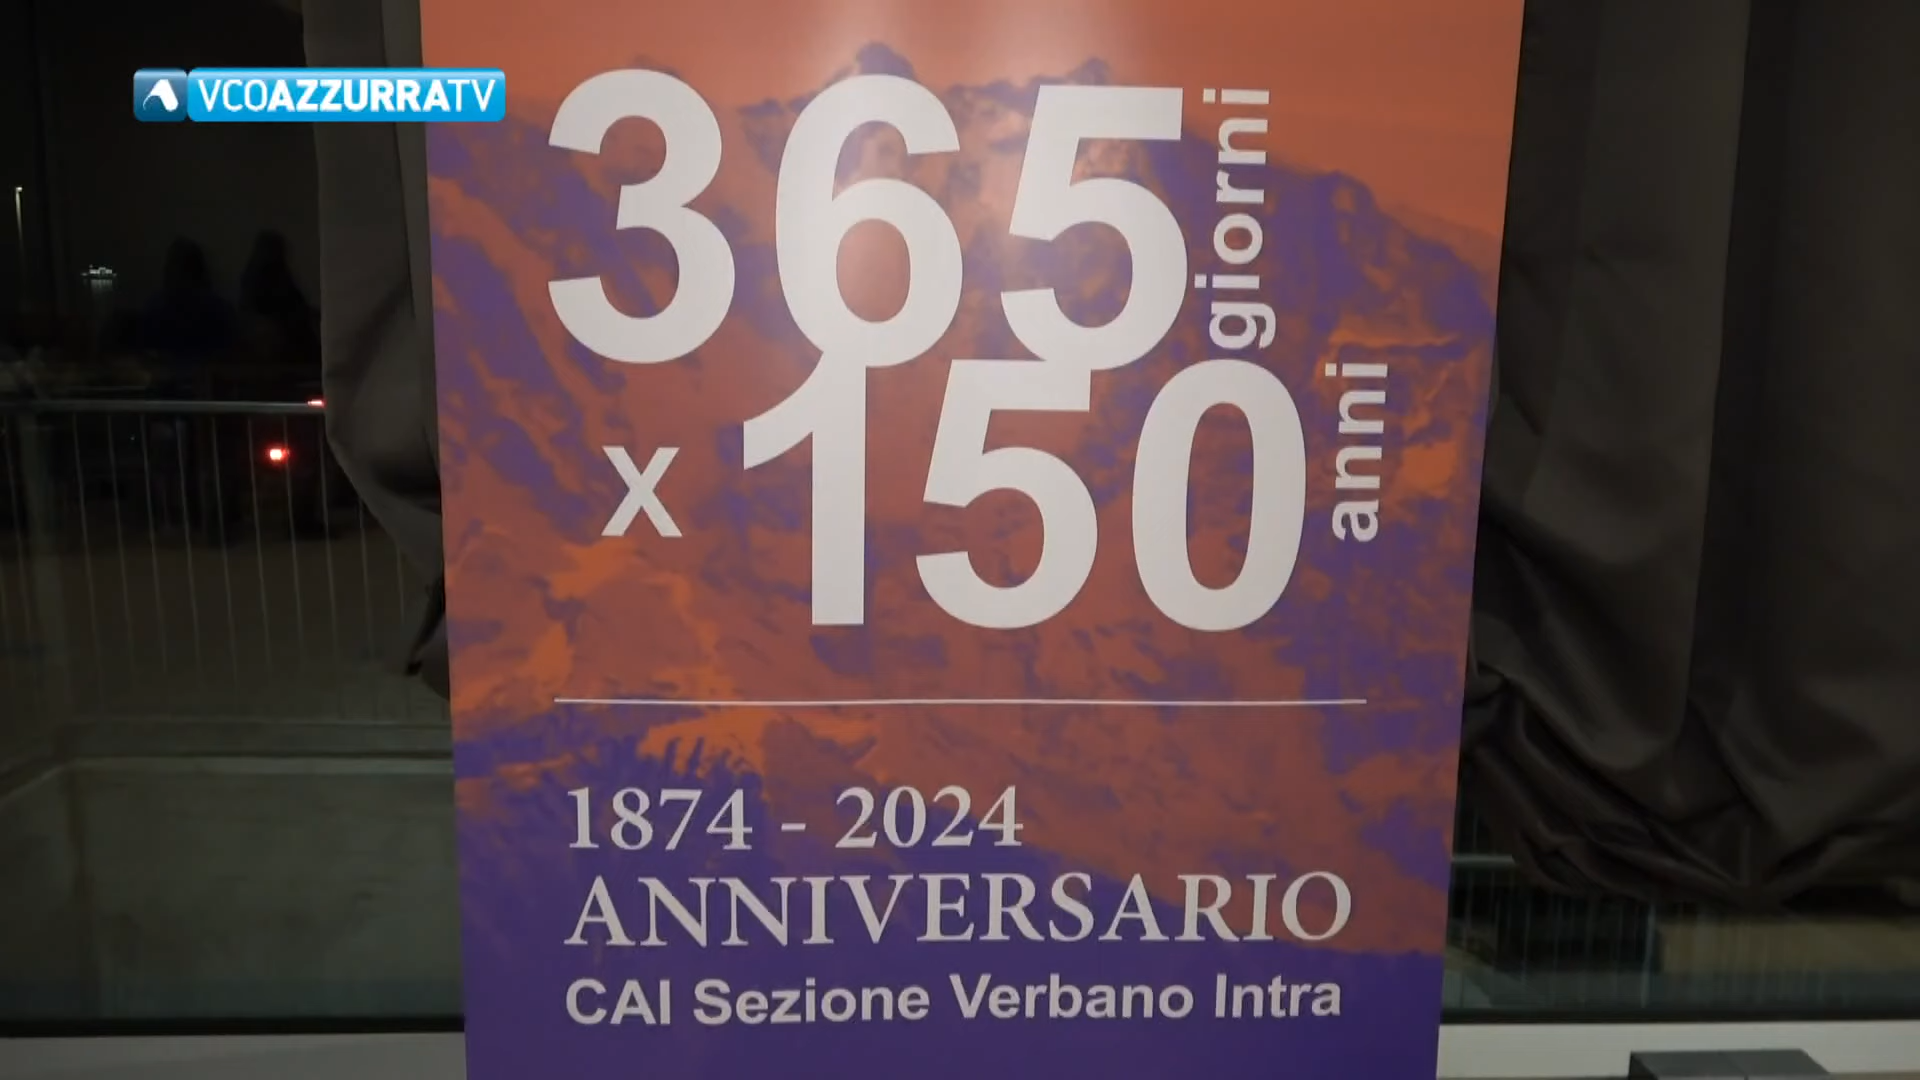 VCOAZZURRATV
365 giorni
x 150 anni
1874 - 2024
ANNIVERSARIO
CAI Sezione Verbano Intra